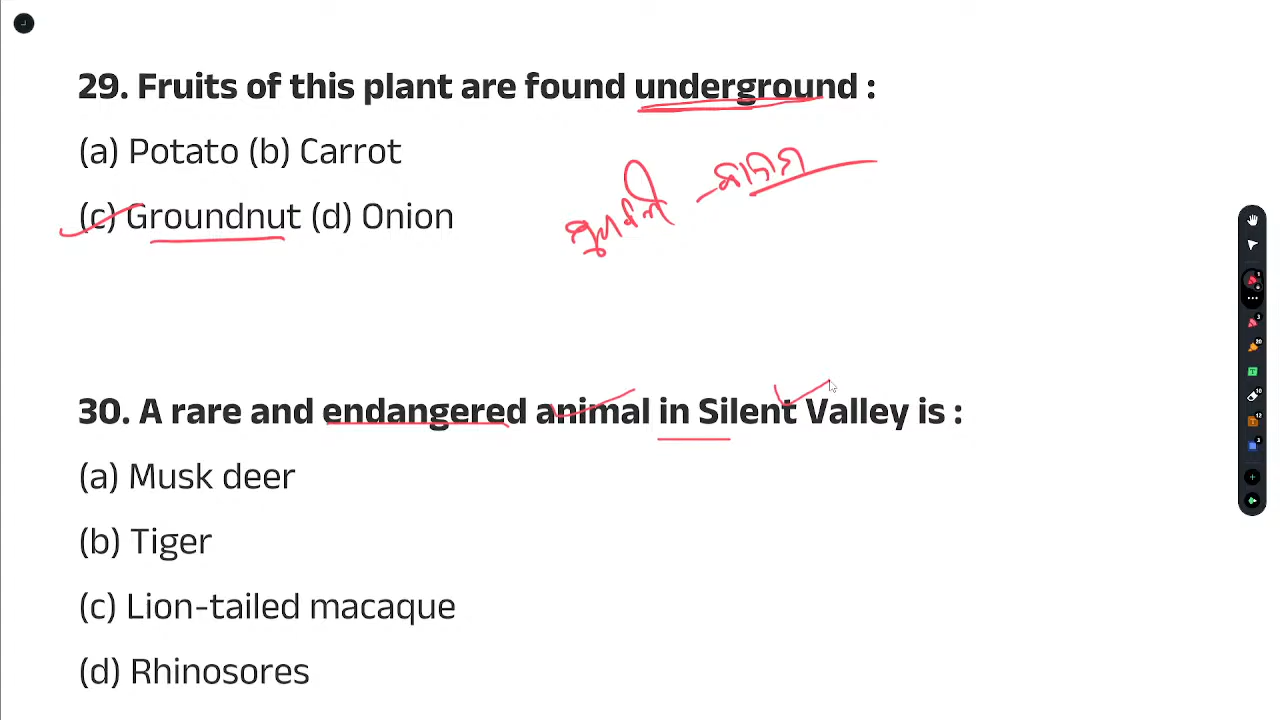 29. Fruits of this plant are found underground :
(a) Potato (b) Carrot
(c) Groundnut (d) Onion
30. A rare and endangered animal in Silent Valley is :
(a) Musk deer
(b) Tiger
(c) Lion-tailed macaque
(d) Rhinosores